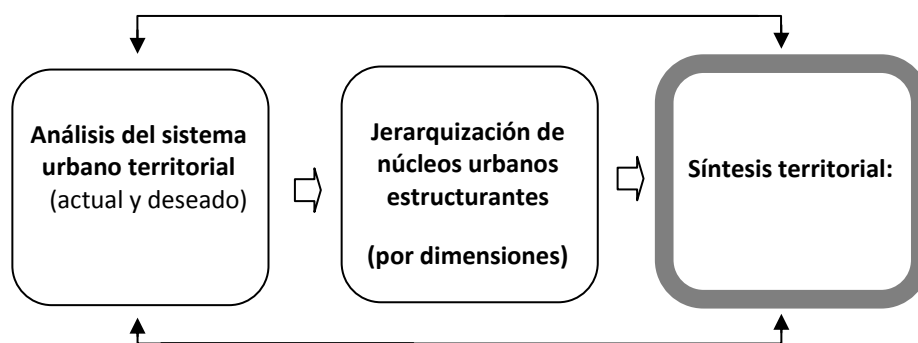 Análisis del sistema
urbano territorial
(actual y deseado)
Jerarquización de
núcleos urbanos
estructurantes
(por dimensiones)
Síntesis territorial: